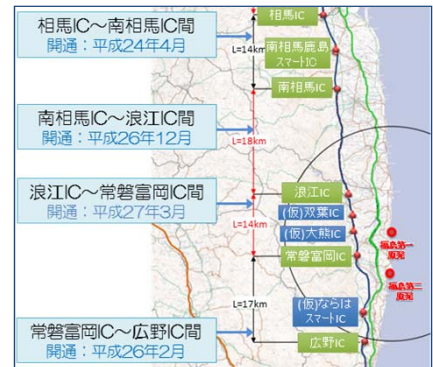 相馬IC
相馬IC～南相馬IC間
開通：平成24年4月
L=14km
南相馬鹿島
スマートIC
南相馬IC
南相馬IC～浪江IC間
開通：平成26年12月
L=18km
浪江IC
浪江IC～常磐富岡IC間
開通：平成27年3月
(仮)双葉IC
(仮)大熊IC
L=14km
福島第一
原発
常磐富岡IC
福島第二
原発
L=17km
(仮)ならは
スマートIC
常磐富岡IC～広野IC間
開通：平成26年2月
広野IC